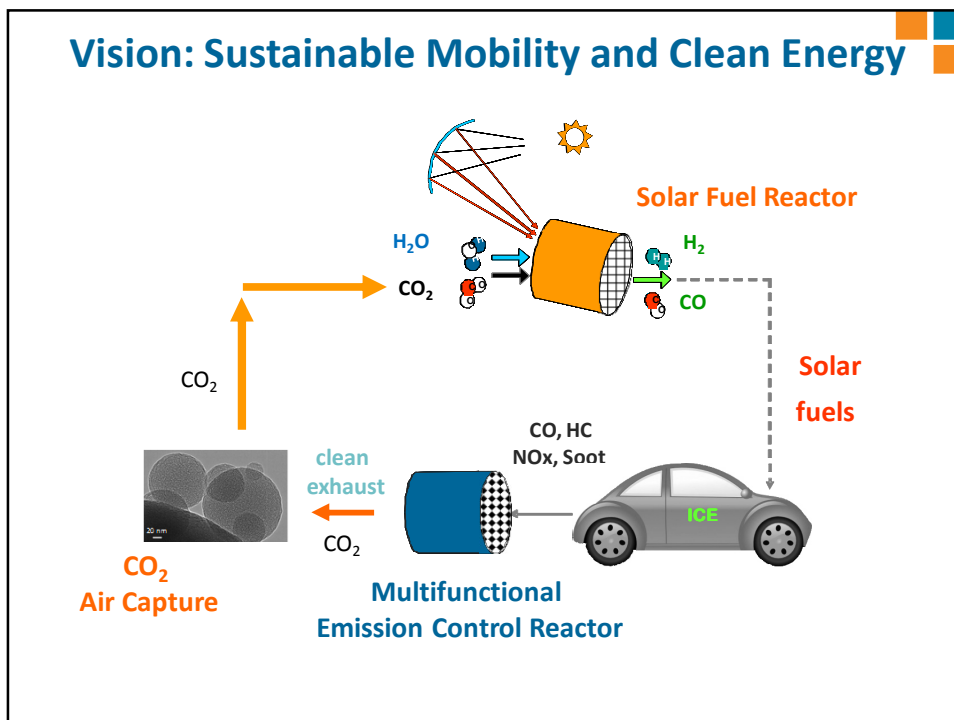 Vision: Sustainable Mobility and Clean Energy
Solar Fuel Reactor
H₂O
H
H
O
H₂
H
H
CO₂
O
O
CO
O
Solar
fuels
CO₂
CO, HC
NOx, Soot
clean
exhaust
ICE
20 nm
CO₂
CO₂
Air Capture
Multifunctional
Emission Control Reactor